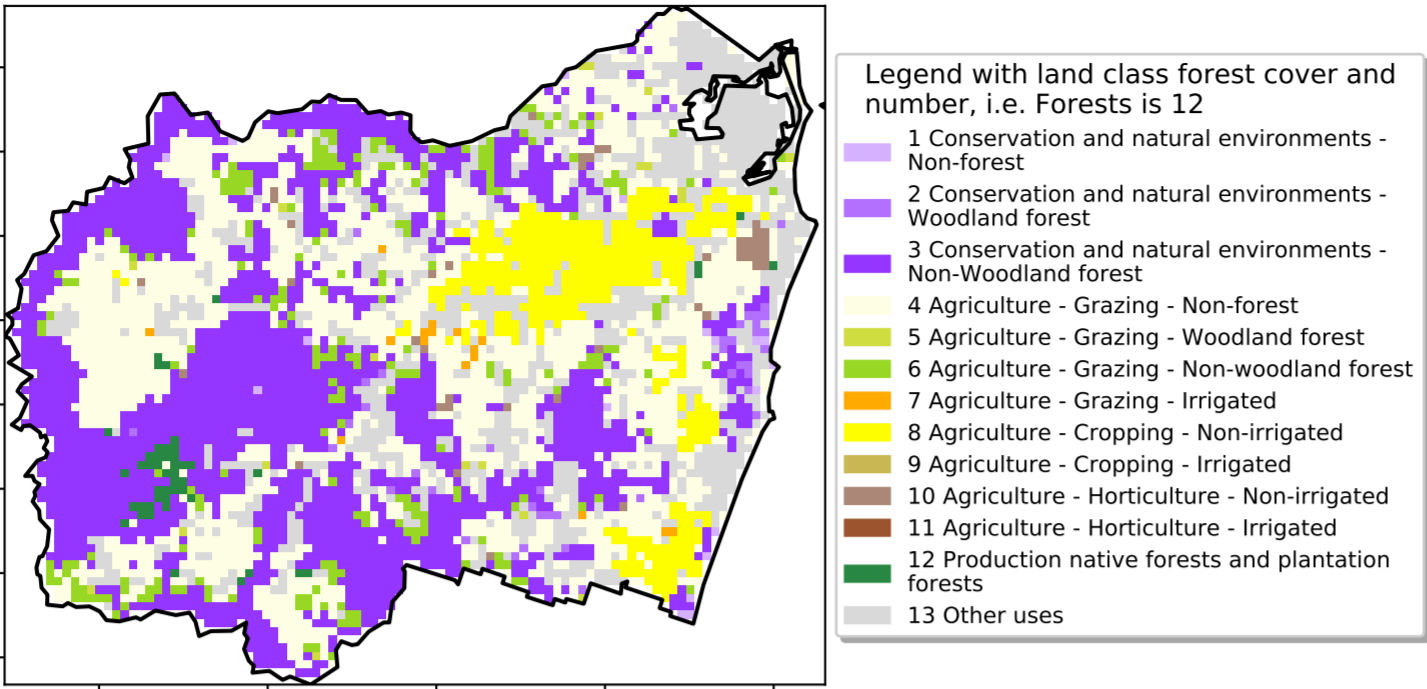 Legend with land class forest cover and
number, i.e. Forests is 12
1 Conservation and natural environments -
Non-forest
2 Conservation and natural environments -
Woodland forest
3 Conservation and natural environments -
Non-Woodland forest
4 Agriculture - Grazing - Non-forest
5 Agriculture - Grazing - Woodland forest
6 Agriculture - Grazing - Non-woodland forest
7 Agriculture - Grazing - Irrigated
8 Agriculture - Cropping - Non-irrigated
9 Agriculture - Cropping - Irrigated
10 Agriculture - Horticulture - Non-irrigated
11 Agriculture - Horticulture - Irrigated
12 Production native forests and plantation
forests
13 Other uses